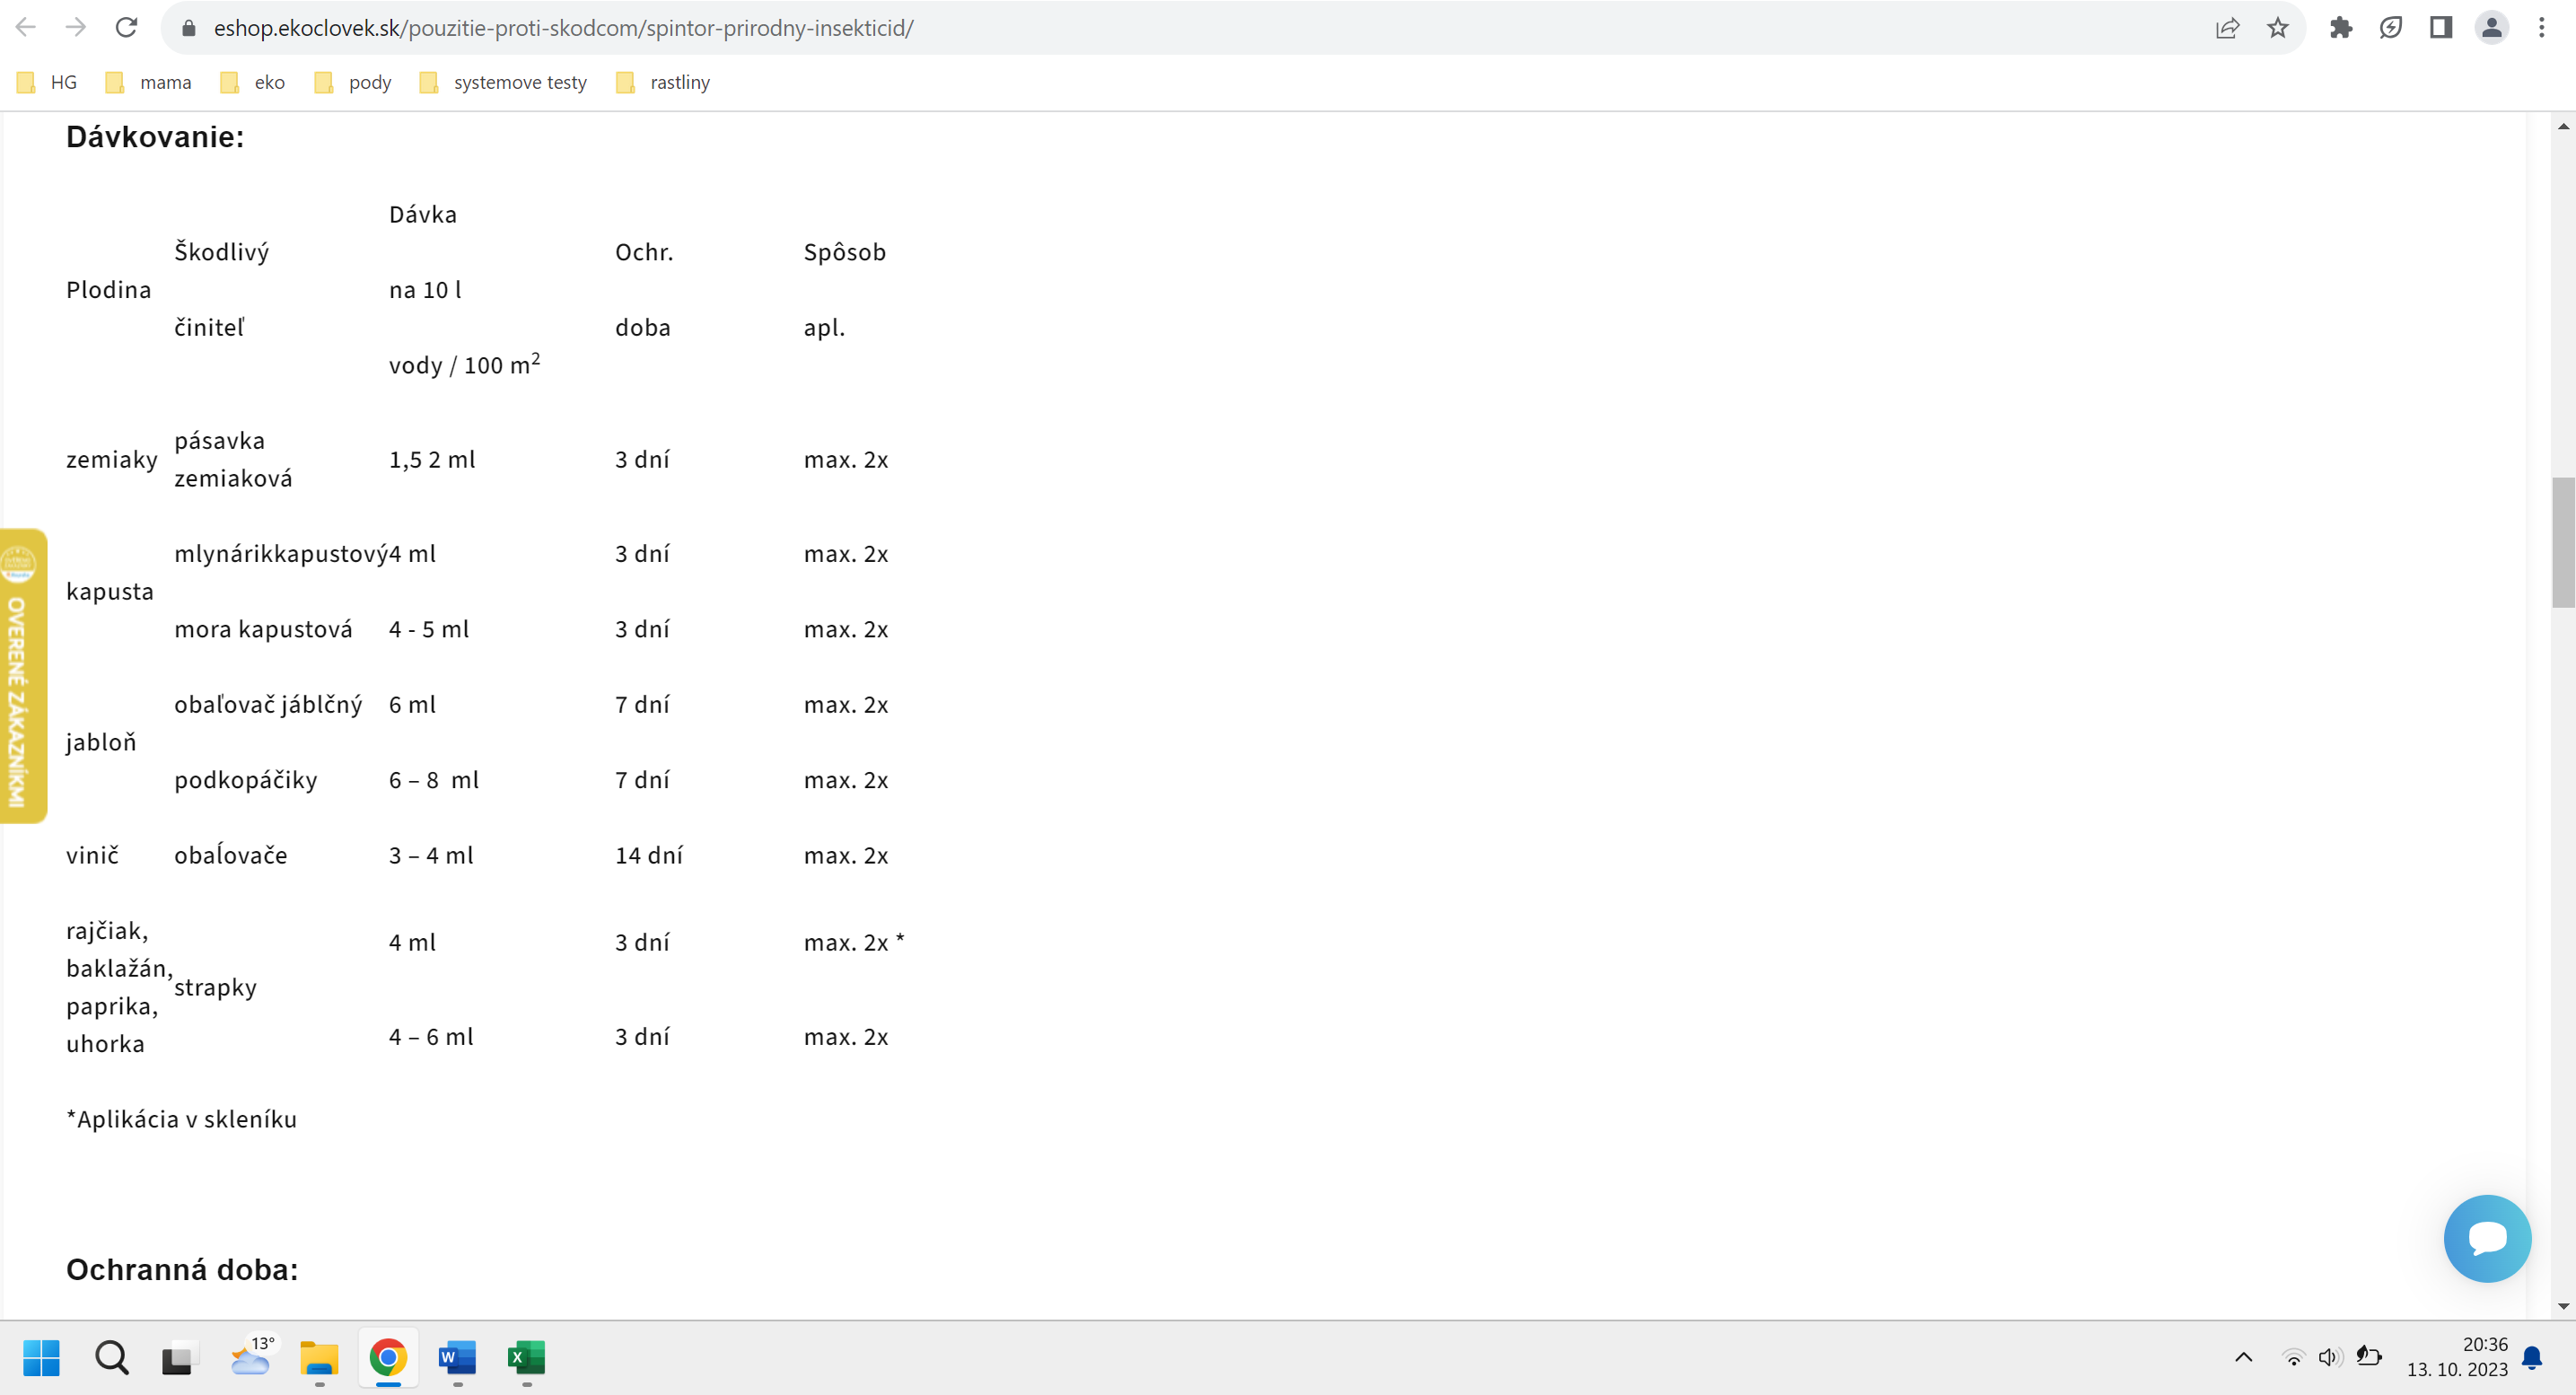 eshop.ekoclovek.sk/pouzitie-proti-skodcom/spintor-prirodny-insekticid/
HG mama eko pody systemove testy rastliny
Dávkovanie:
Plodina
Škodlivý
činiteľ
Dávka
na 10 l
vody / 100 m²
Ochr.
doba
Spôsob
apl.
zemiaky
pásavka
zemiaková
1,5 2 ml 3 dní max. 2x
kapusta
mlynárikkapustový 4 ml 3 dní max. 2x
mora kapustová 4 - 5 ml 3 dní max. 2x
jabloň
obaľovač jáblčný 6 ml 7 dní max. 2x
podkopáčiky 6 – 8 ml 7 dní max. 2x
vinič obaĺovače 3 – 4 ml 14 dní max. 2x
rajčiak,
baklažán,
paprika,
uhorka
strapky
4 ml 3 dní max. 2x *
4 – 6 ml 3 dní max. 2x
*Aplikácia v skleníku
Ochranná doba:
OVERENÉ ZÁKAZNÍKMI
13°
W
X
20:36
13. 10. 2023